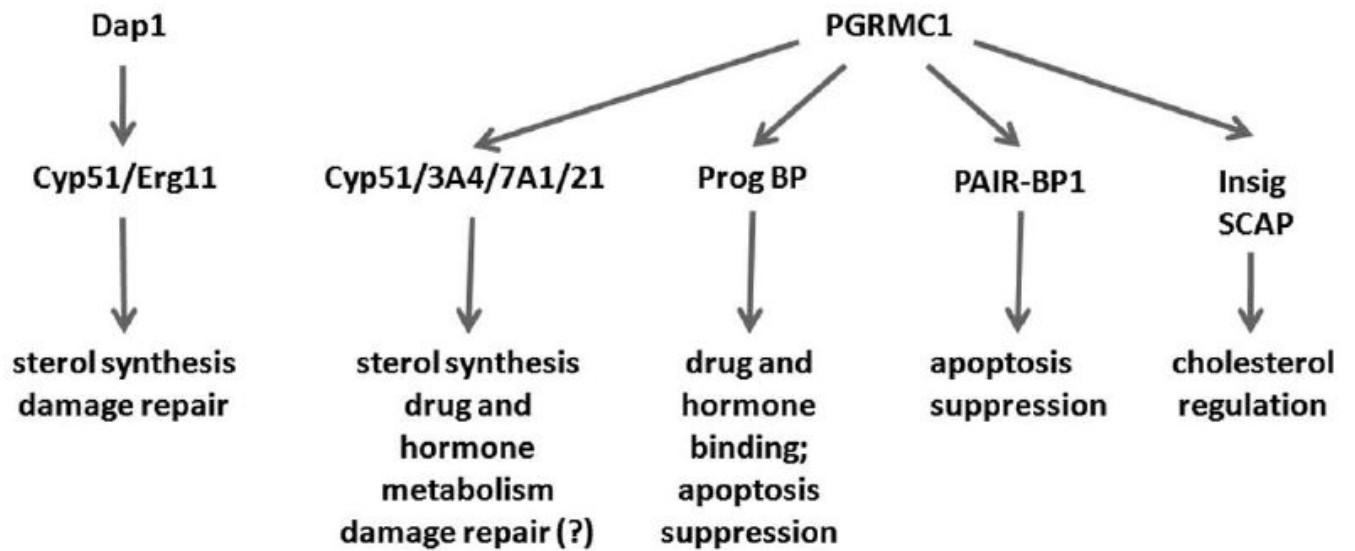 Dap1
PGRMC1
Cyp51/Erg11
Cyp51/3A4/7A1/21
Prog BP
PAIR-BP1
Insig
SCAP
sterol synthesis
damage repair
sterol synthesis
drug and
hormone
metabolism
damage repair (?)
drug and
hormone
binding;
apoptosis
suppression
apoptosis
suppression
cholesterol
regulation